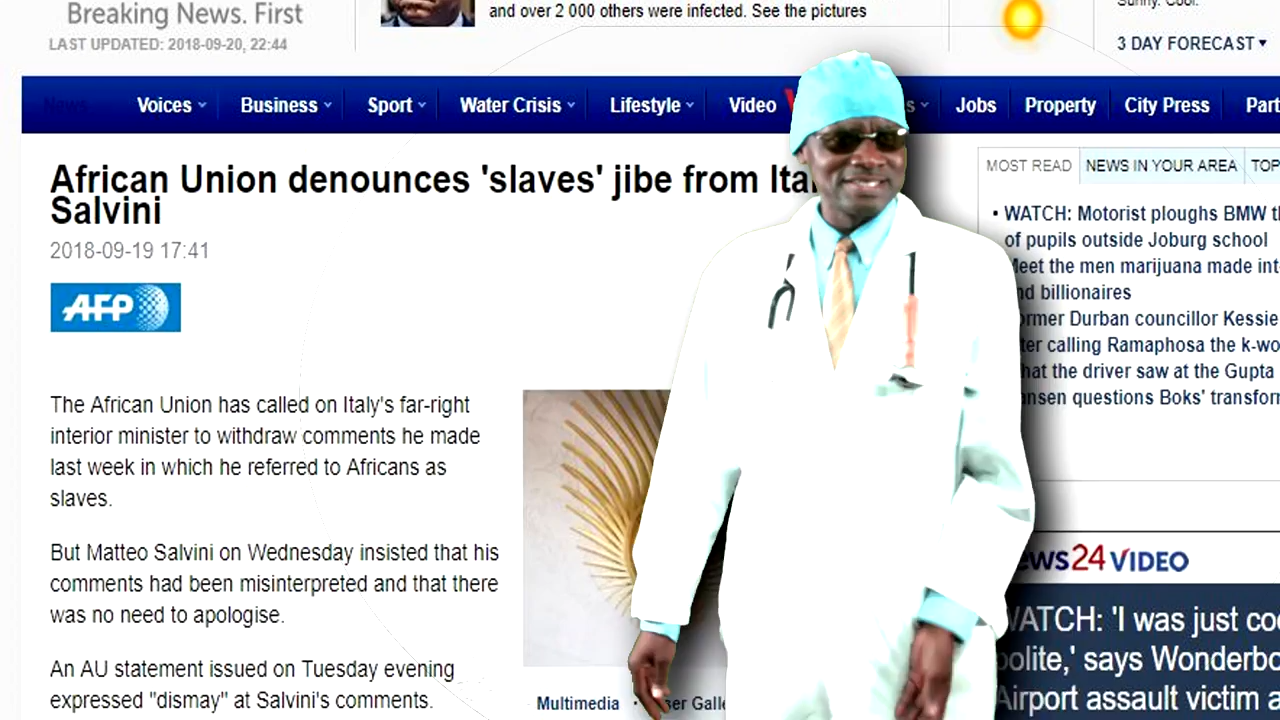 Breaking News. First
LAST UPDATED: 2018-09-20, 22:44
and over 2 000 others were infected. See the pictures
Sunny. Cool.
3 DAY FORECAST
News Voices Business Sport Water Crisis Lifestyle Video Jobs Property City Press
African Union denounces 'slaves' jibe from
Salvini
2018-09-19 17:41
AFP
The African Union has called on Italy's far-right
interior minister to withdraw comments he made
last week in which he referred to Africans as
slaves.
But Matteo Salvini on Wednesday insisted that his
comments had been misinterpreted and that there
was no need to apologise.
An AU statement issued on Tuesday evening
expressed "dismay" at Salvini's comments.
Multimedia ·
MOST READ NEWS IN YOUR AREA TOP
• WATCH: Motorist ploughs BMW
of pupils outside Joburg school
Meet the men marijuana made
billionaires
Durban councillor Kessie
calling Ramaphosa the
the driver saw at the Gupta
questions Boks'
24 VIDEO
WATCH: 'I was just
polite,' says
Airport assault victim